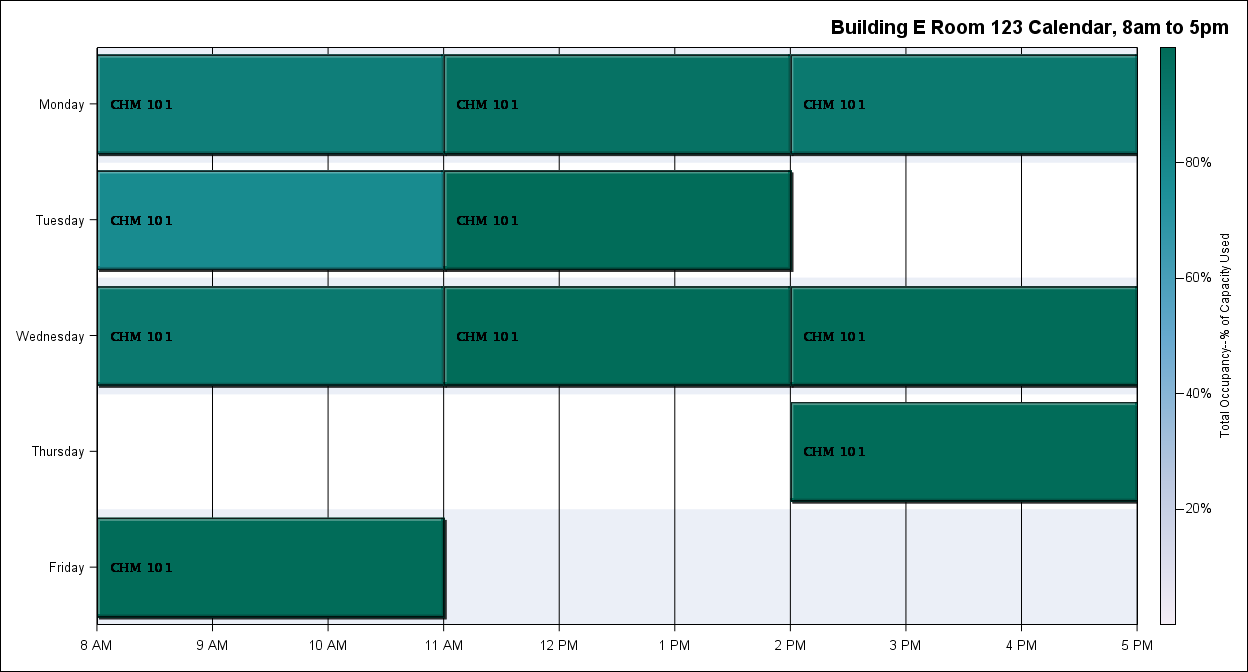 Building E Room 123 Calendar, 8am to 5pm
Monday
CHM 101
CHM 101
CHM 101
Tuesday
CHM 101
CHM 101
Wednesday
CHM 101
CHM 101
CHM 101
Thursday
CHM 101
Friday
CHM 101
8 AM
9 AM
10 AM
11 AM
12 PM
1 PM
2 PM
3 PM
4 PM
5 PM
80%
60%
40%
20%
Total Occupancy--% of Capacity Used